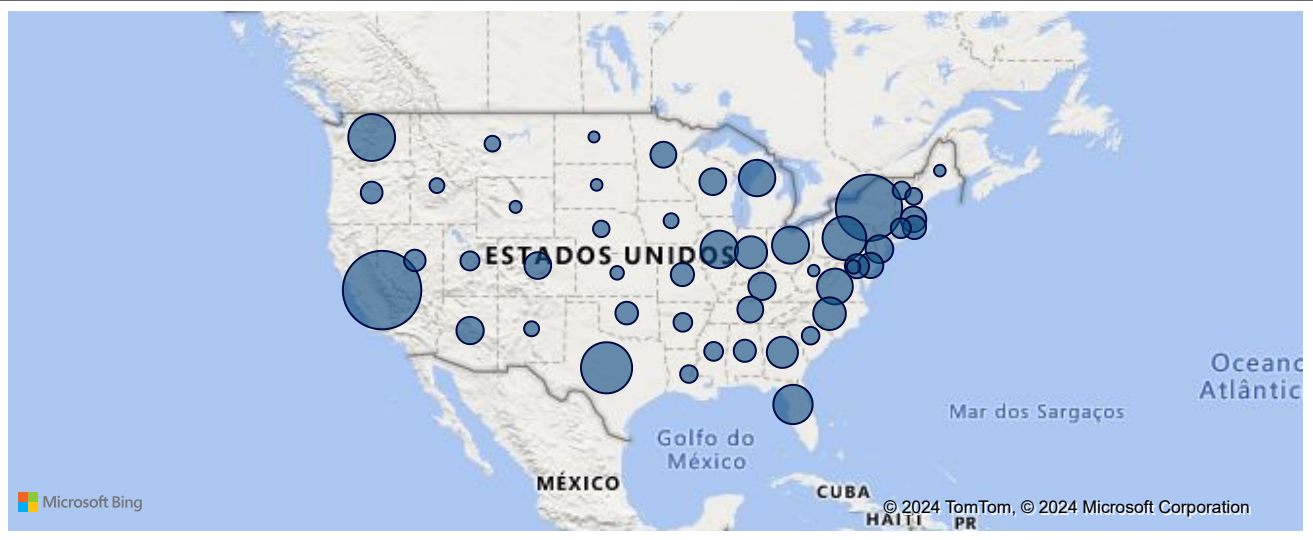 ESTADOS UNIDOS
Oceano
Atlântic
Mar dos Sargaços
Golfo do
México
MÉXICO
CUBA
Microsoft Bing
© 2024 TomTom, © 2024 Microsoft Corporation
HAITI
PR